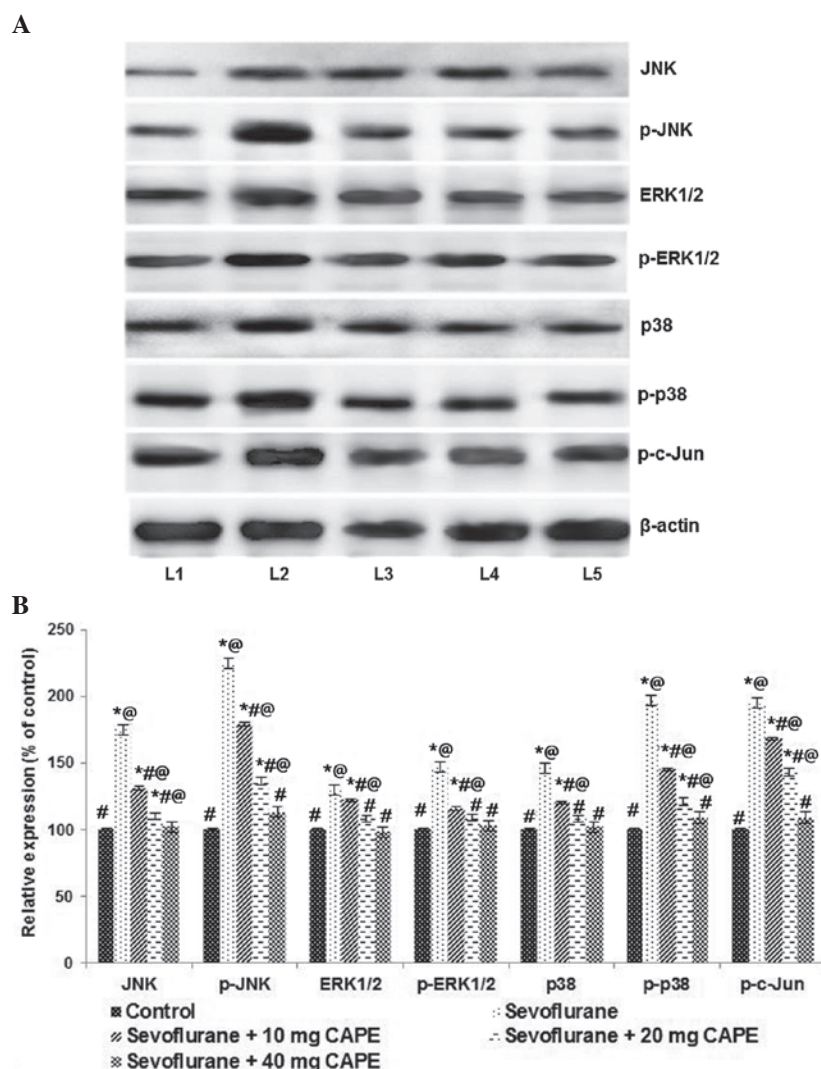 A
JNK
p-JNK
ERK1/2
p-ERK1/2
p38
p-p38
p-c-Jun
β-actin
L1 L2 L3 L4 L5
B
Relative expression (% of control)
250
200
150
100
50
0
# *@ *#@ *#@
# *@ *#@ *#@ #
# *@ *#@ # #
# *@ *#@ # #
# *@ *#@ # #
# *@ *#@ *#@ #
# *@ *#@ *#@ #
JNK p-JNK ERK1/2 p-ERK1/2 p38 p-p38 p-c-Jun
Control Sevoflurane
Sevoflurane + 10 mg CAPE Sevoflurane + 20 mg CAPE
Sevoflurane + 40 mg CAPE